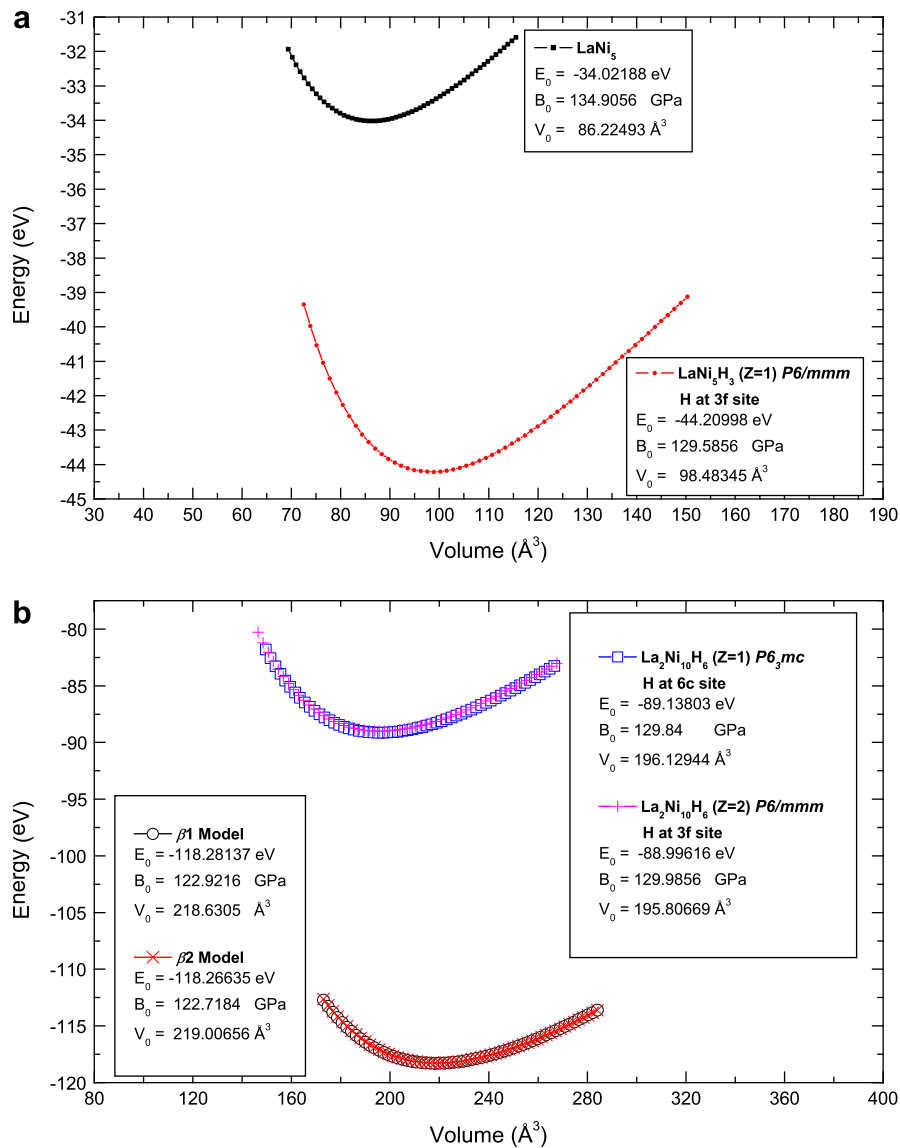 a
-31
-32
-33
-34
-35
-36
-37
-38
-39
-40
-41
-42
-43
-44
-45
Energy (eV)
30 40 50 60 70 80 90 100 110 120 130 140 150 160 170 180 190
Volume (Å³)
LaNi₅
E₀ = -34.02188 eV
B₀ = 134.9056 GPa
V₀ = 86.22493 Å³
LaNi₅H₃ (Z=1) P6/mmm
H at 3f site
E₀ = -44.20998 eV
B₀ = 129.5856 GPa
V₀ = 98.48345 Å³
b
-80
-85
-90
-95
-100
-105
-110
-115
-120
Energy (eV)
80 120 160 200 240 280 320 360 400
Volume (Å³)
La₂Ni₁₀H₆ (Z=1) P6₃mc
H at 6c site
E₀ = -89.13803 eV
B₀ = 129.84 GPa
V₀ = 196.12944 Å³
La₂Ni₁₀H₆ (Z=2) P6/mmm
H at 3f site
E₀ = -88.99616 eV
B₀ = 129.9856 GPa
V₀ = 195.80669 Å³
β1 Model
E₀ = -118.28137 eV
B₀ = 122.9216 GPa
V₀ = 218.6305 Å³
β2 Model
E₀ = -118.26635 eV
B₀ = 122.7184 GPa
V₀ = 219.00656 Å³